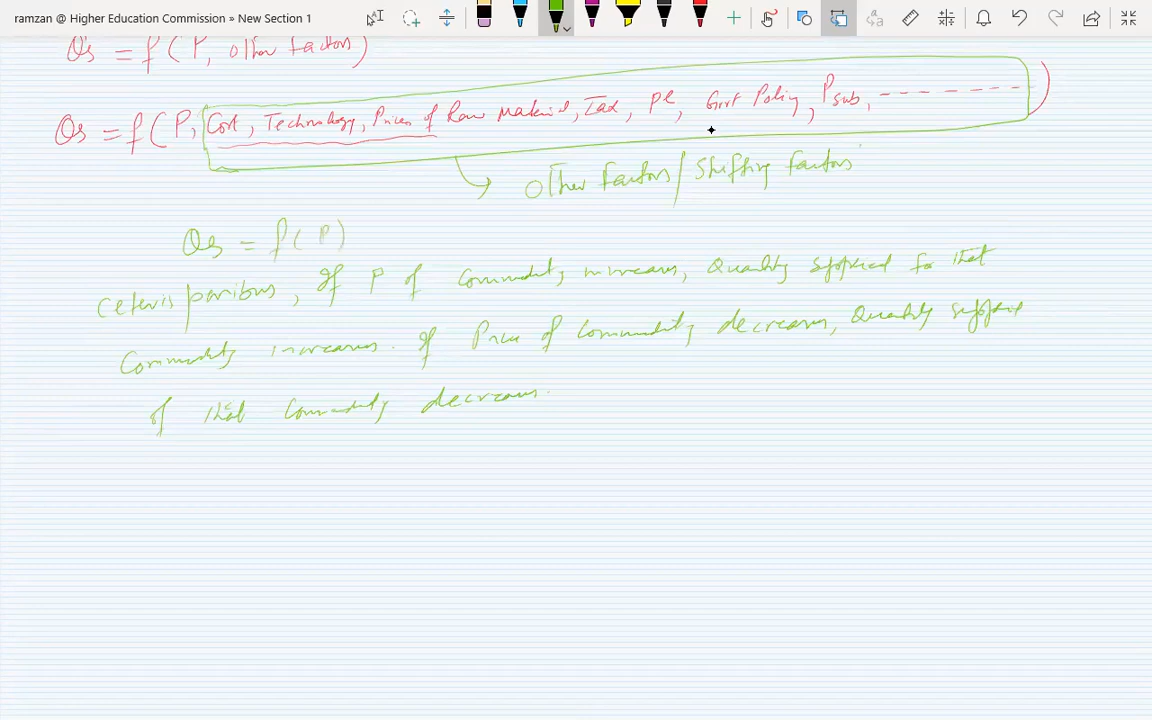 ramzan @ Higher Education Commission » New Section 1
Qs = f(P, other factors)
Qs = f(P, Cost, Technology, Prices of Raw Material, Tax, Pe, Govt Policy, Psub, --------)
other factors/Shifting factors
Qs = f(P)
Ceteris paribus, If P of Commodity increases, Quantity supplied for that
Commodity increases. If Price of Commodity decreases, Quantity supplied
of that Commodity decreases.